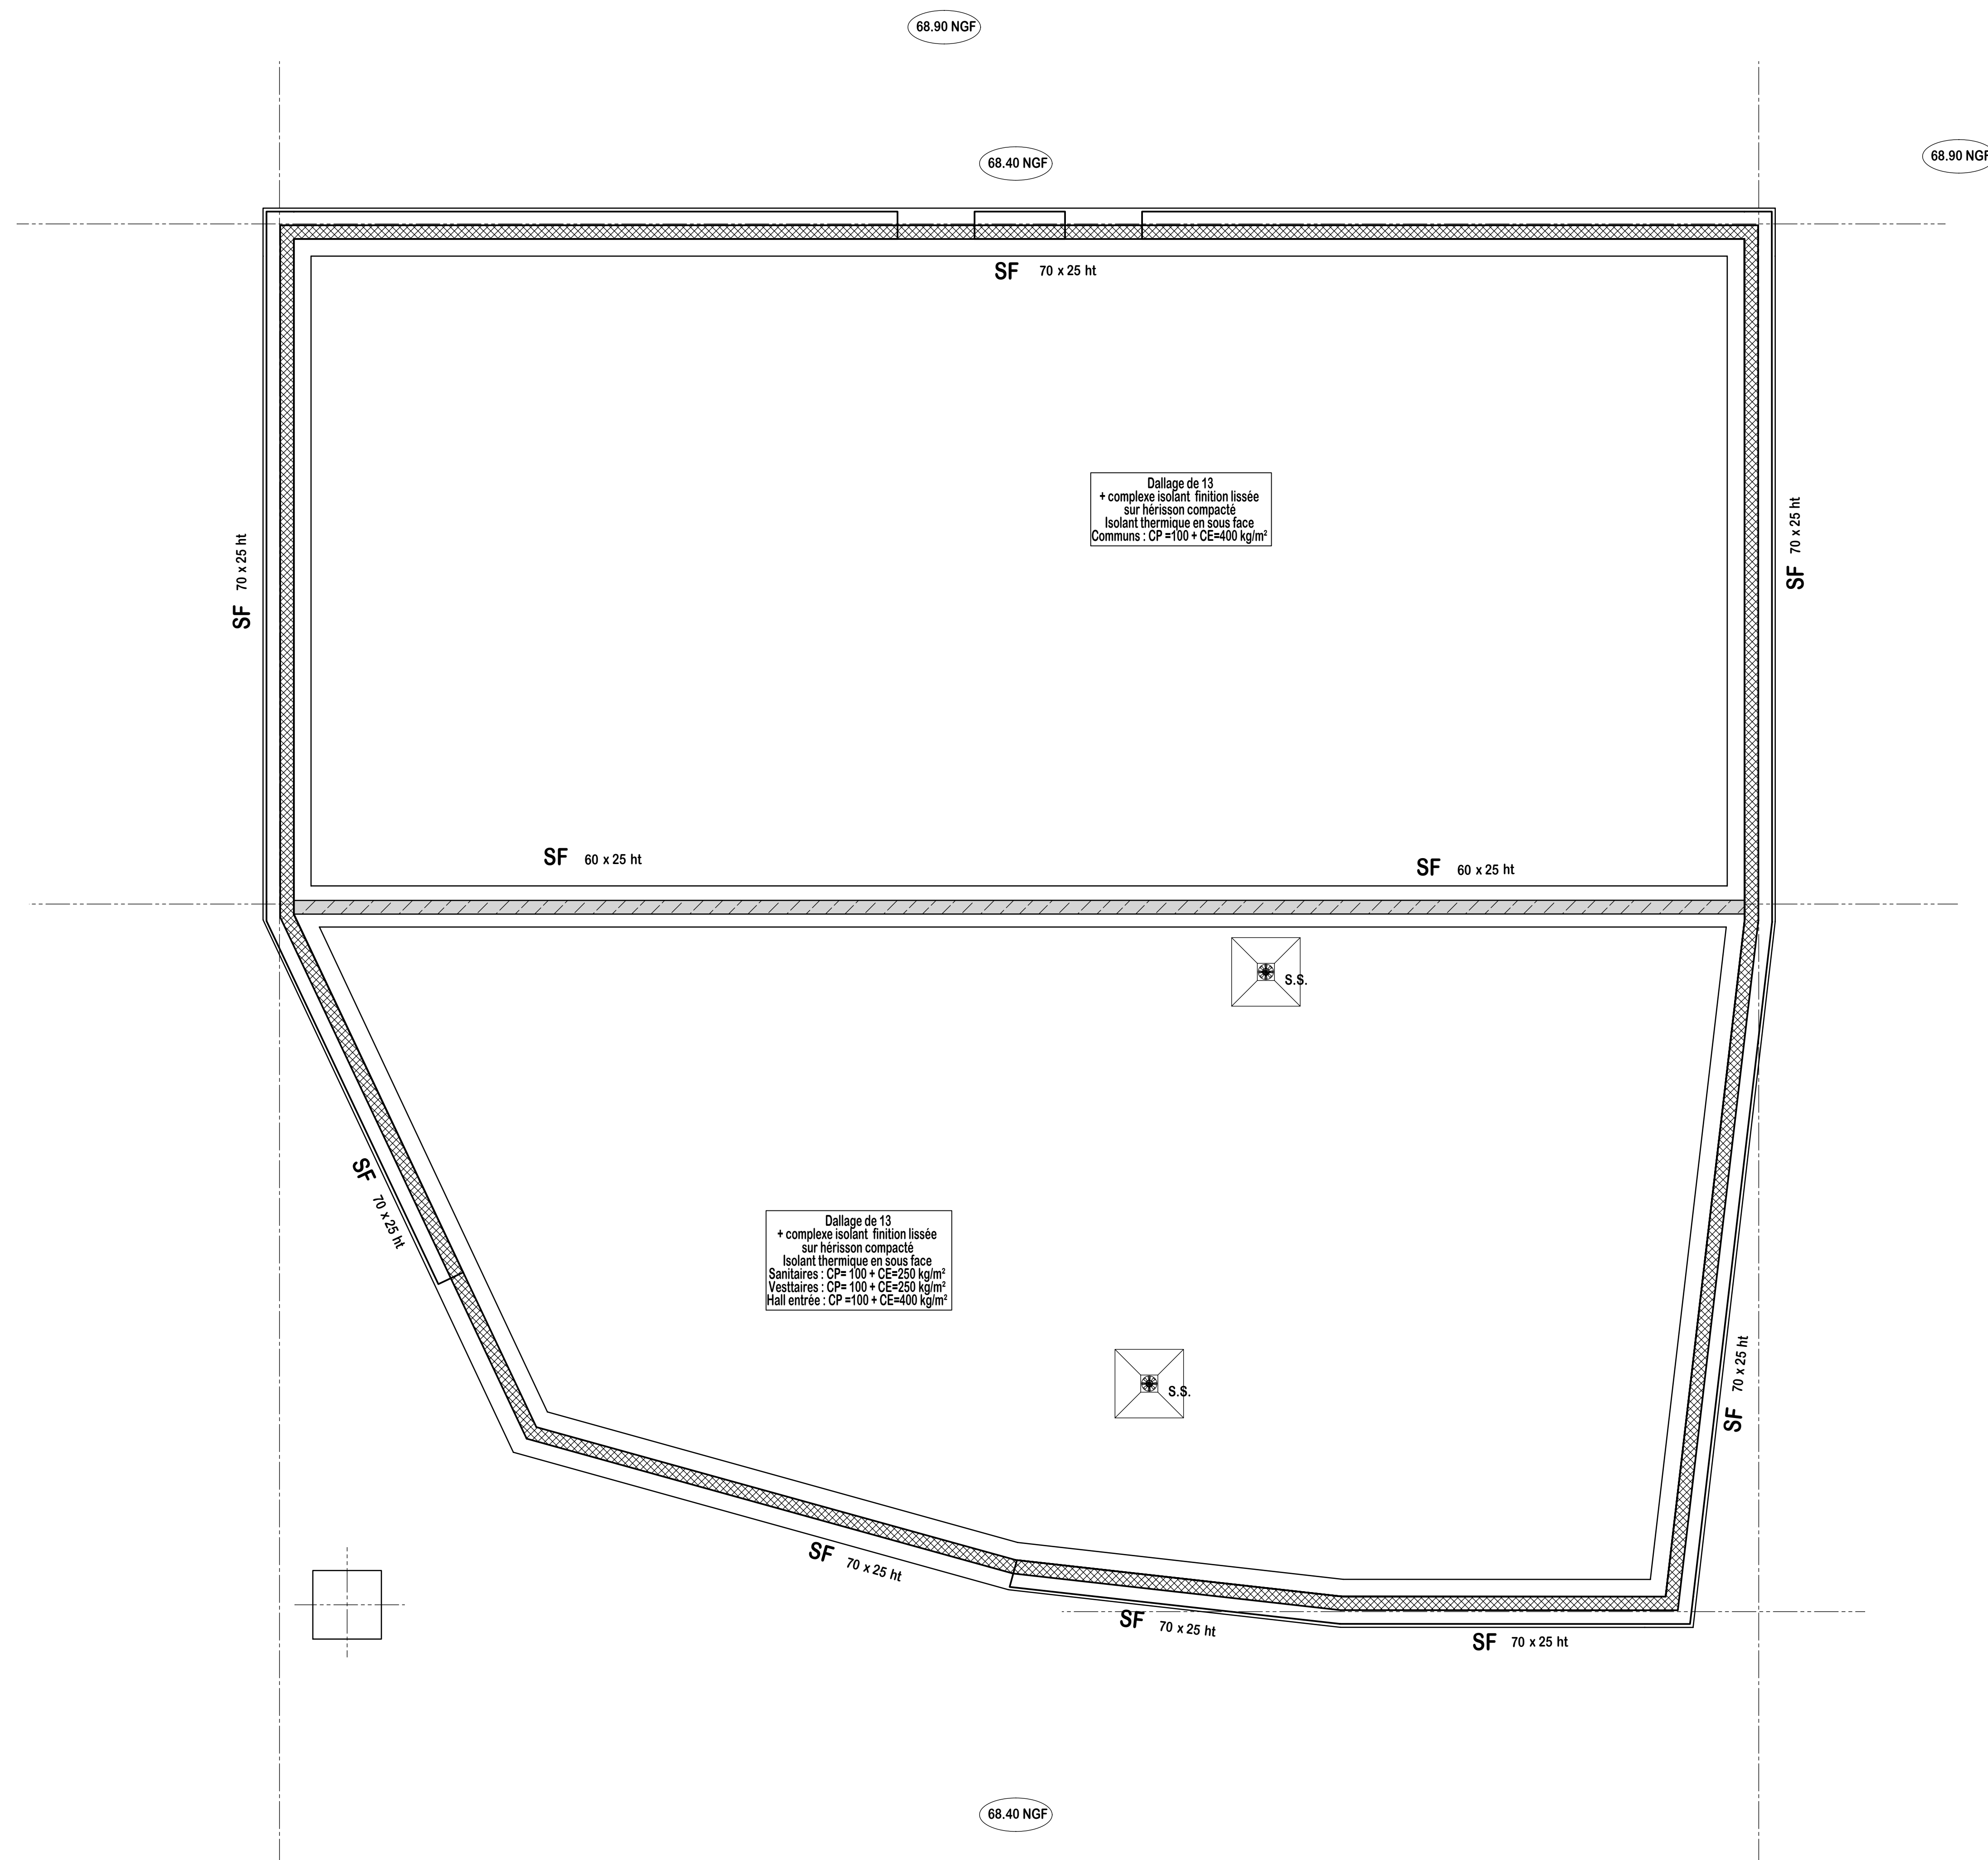 68.90 NGF
68.40 NGF
68.90 NGF
SF 70 x 25 ht
Dallage de 13
+ complexe isolant finition lissée
sur hérisson compacté
Isolant thermique en sous face
Communs : CP =100 + CE=400 kg/m²
SF 70 x 25 ht
SF 70 x 25 ht
SF 60 x 25 ht
SF 60 x 25 ht
S.S.
SF 70 x 25 ht
Dallage de 13
+ complexe isolant finition lissée
sur hérisson compacté
Isolant thermique en sous face
Sanitaires : CP= 100 + CE=250 kg/m²
Vesttaires : CP= 100 + CE=250 kg/m²
Hall entrée : CP =100 + CE=400 kg/m²
S.S.
SF 70 x 25 ht
SF 70 x 25 ht
SF 70 x 25 ht
SF 70 x 25 ht
68.40 NGF